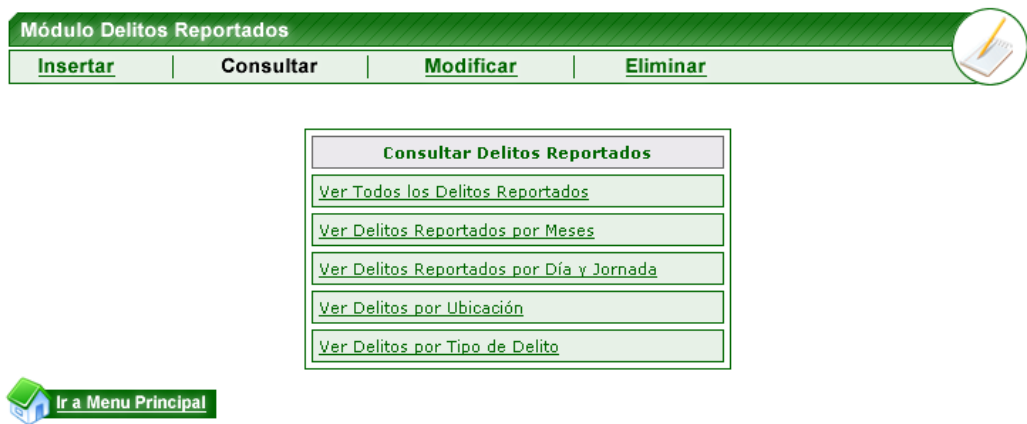 Módulo Delitos Reportados
Insertar | Consultar | Modificar | Eliminar
Consultar Delitos Reportados
Ver Todos los Delitos Reportados
Ver Delitos Reportados por Meses
Ver Delitos Reportados por Día y Jornada
Ver Delitos por Ubicación
Ver Delitos por Tipo de Delito
Ir a Menu Principal